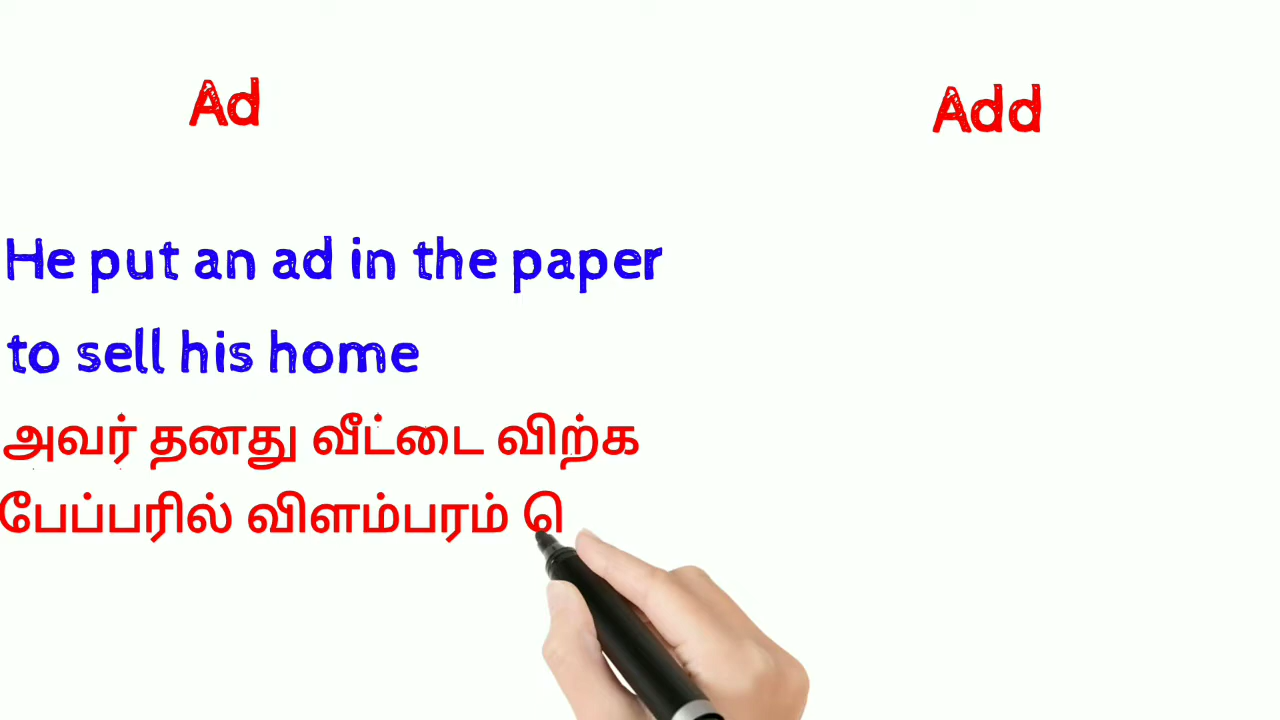 Ad
Add
He put an ad in the paper
to sell his home
அவர் தனது வீட்டை விற்க
பேப்பரில் விளம்பரம்